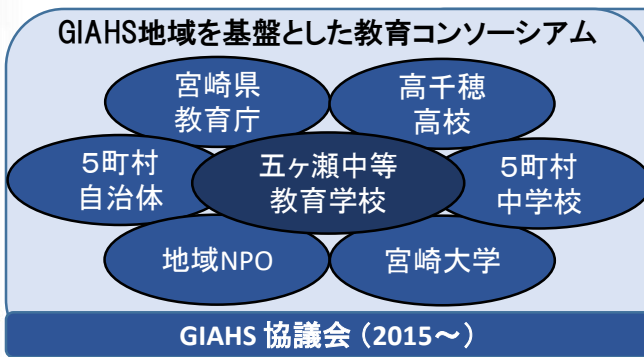 GIAHS地域を基盤とした教育コンソーシアム
宮崎県
教育庁
高千穂
高校
5町村
自治体
五ヶ瀬中等
教育学校
5町村
中学校
地域NPO
宮崎大学
GIAHS 協議会（2015～）